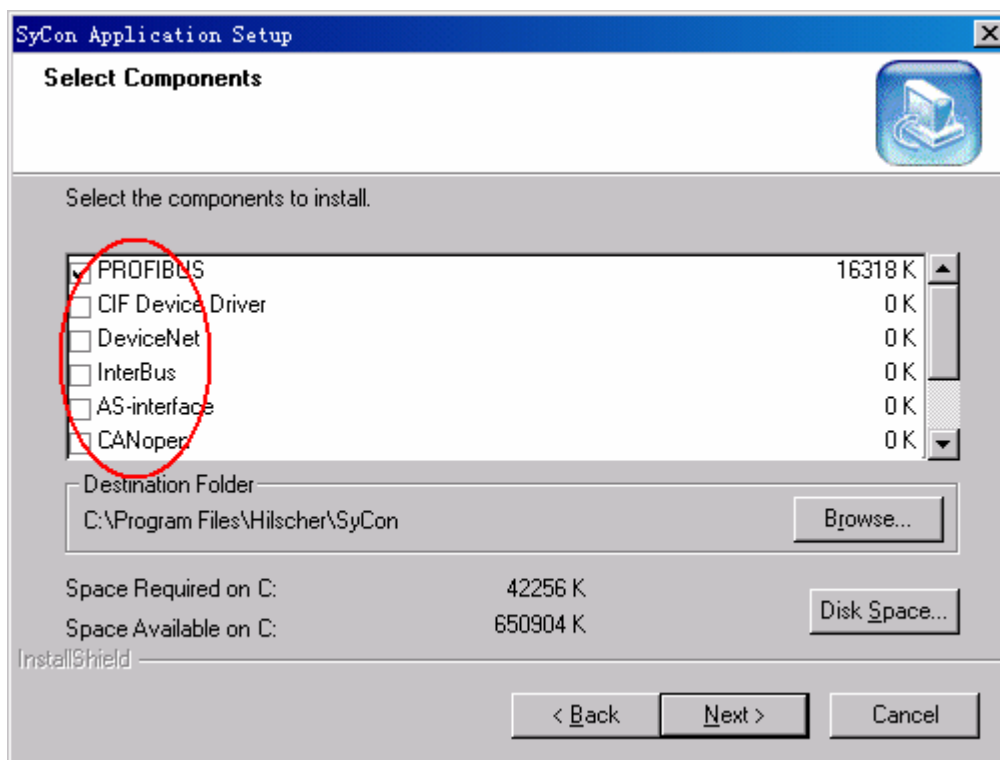 SyCon Application Setup
Select Components
Select the components to install.
PROFIBUS 16318 K
CIF Device Driver 0 K
DeviceNet 0 K
InterBus 0 K
AS-interface 0 K
CANopen 0 K
Destination Folder
C:\Program Files\Hilscher\SyCon
Browse...
Space Required on C: 42256 K
Space Available on C: 650904 K
Disk Space...
InstallShield
< Back Next > Cancel